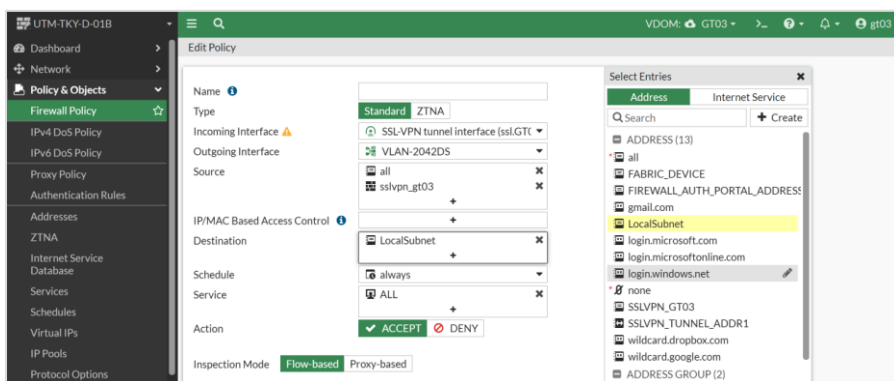 UTM-TKY-D-01B
VDOM: GT03
>_
gt03
Dashboard
Network
Policy & Objects
Firewall Policy
IPv4 DoS Policy
IPv6 DoS Policy
Proxy Policy
Authentication Rules
Addresses
ZTNA
Internet Service
Database
Services
Schedules
Virtual IPs
IP Pools
Protocol Options
Edit Policy
Name
Type
Standard ZTNA
Incoming Interface
SSL-VPN tunnel interface (ssl.GT(
Outgoing Interface
VLAN-2042DS
Source
all
sslvpn_gt03
+
IP/MAC Based Access Control
+
Destination
LocalSubnet
+
Schedule
always
Service
ALL
+
Action
ACCEPT DENY
Inspection Mode Flow-based Proxy-based
Select Entries
Address Internet Service
Search + Create
ADDRESS (13)
all
FABRIC_DEVICE
FIREWALL_AUTH_PORTAL_ADDRESS
gmail.com
LocalSubnet
login.microsoft.com
login.microsoftonline.com
login.windows.net
none
SSLVPN_GT03
SSLVPN_TUNNEL_ADDR1
wildcard.dropbox.com
wildcard.google.com
ADDRESS GROUP (2)